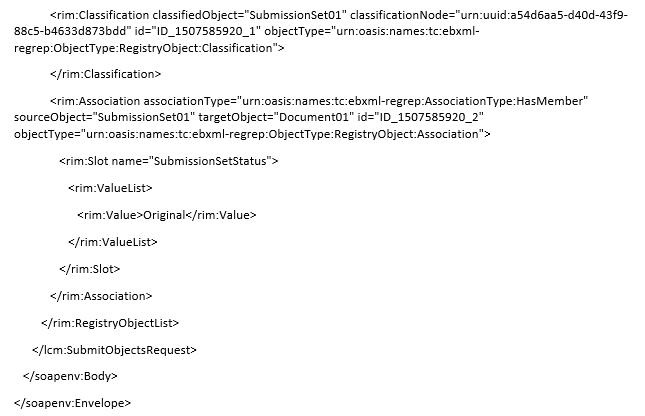 <rim:Classification classifiedObject="SubmissionSet01" classificationNode="urn:uuid:a54d6aa5-d40d-43f9-
88c5-b4633d873bdd" id="ID_1507585920_1" objectType="urn:oasis:names:tc:ebxml-
regrep:ObjectType:RegistryObject:Classification">
</rim:Classification>
<rim:Association associationType="urn:oasis:names:tc:ebxml-regrep:AssociationType:HasMember"
sourceObject="SubmissionSet01" targetObject="Document01" id="ID_1507585920_2"
objectType="urn:oasis:names:tc:ebxml-regrep:ObjectType:RegistryObject:Association">
<rim:Slot name="SubmissionSetStatus">
<rim:ValueList>
<rim:Value>Original</rim:Value>
</rim:ValueList>
</rim:Slot>
</rim:Association>
</rim:RegistryObjectList>
</lcm:SubmitObjectsRequest>
</soapenv:Body>
</soapenv:Envelope>